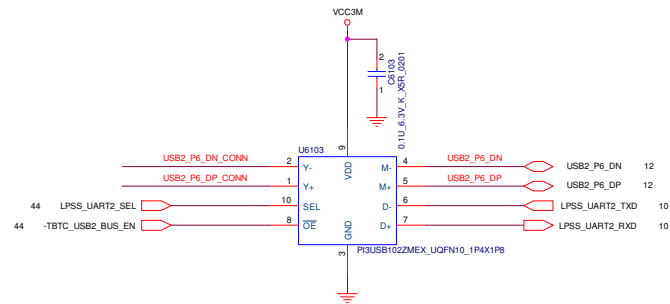 VCC3M
2
C6103
1
0.1U_6.3V_K_X5R_0201
U6103
9
USB2_P6_DN_CONN
2
Y-
VDD
M-
4
USB2_P6_DN
USB2_P6_DN
12
USB2_P6_DP_CONN
1
Y+
M+
5
USB2_P6_DP
USB2_P6_DP
12
44
LPSS_UART2_SEL
10
SEL
D-
6
LPSS_UART2_TXD
10
44
-TBTC_USB2_BUS_EN
8
OE
GND
D+
7
LPSS_UART2_RXD
10
3
PI3USB102ZMEX_UQFN10_1P4X1P8